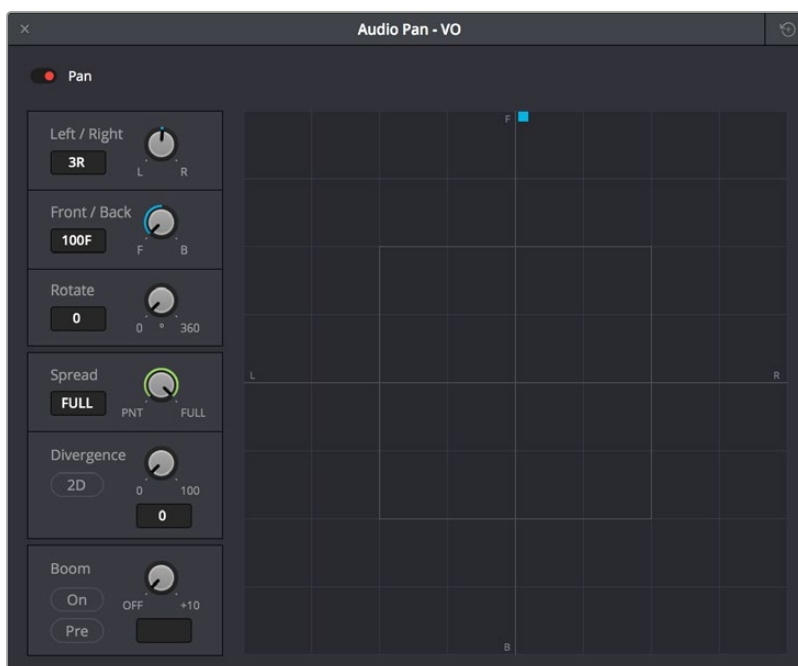 Audio Pan - VO
Pan
Left / Right
3R
L R
Front / Back
100F
F B
Rotate
0
0 ° 360
Spread
FULL
PNT FULL
Divergence
2D
0 100
0
Boom
On
OFF +10
Pre
F
L R
B